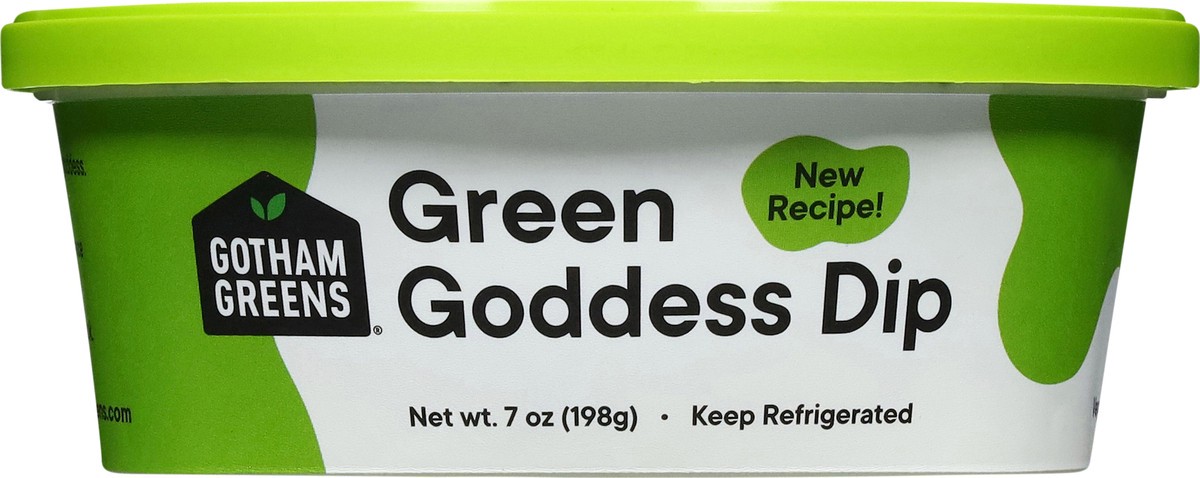 GOTHAM
GREENS
®
Green
Goddess Dip
New
Recipe!
Net wt. 7 oz (198g) • Keep Refrigerated